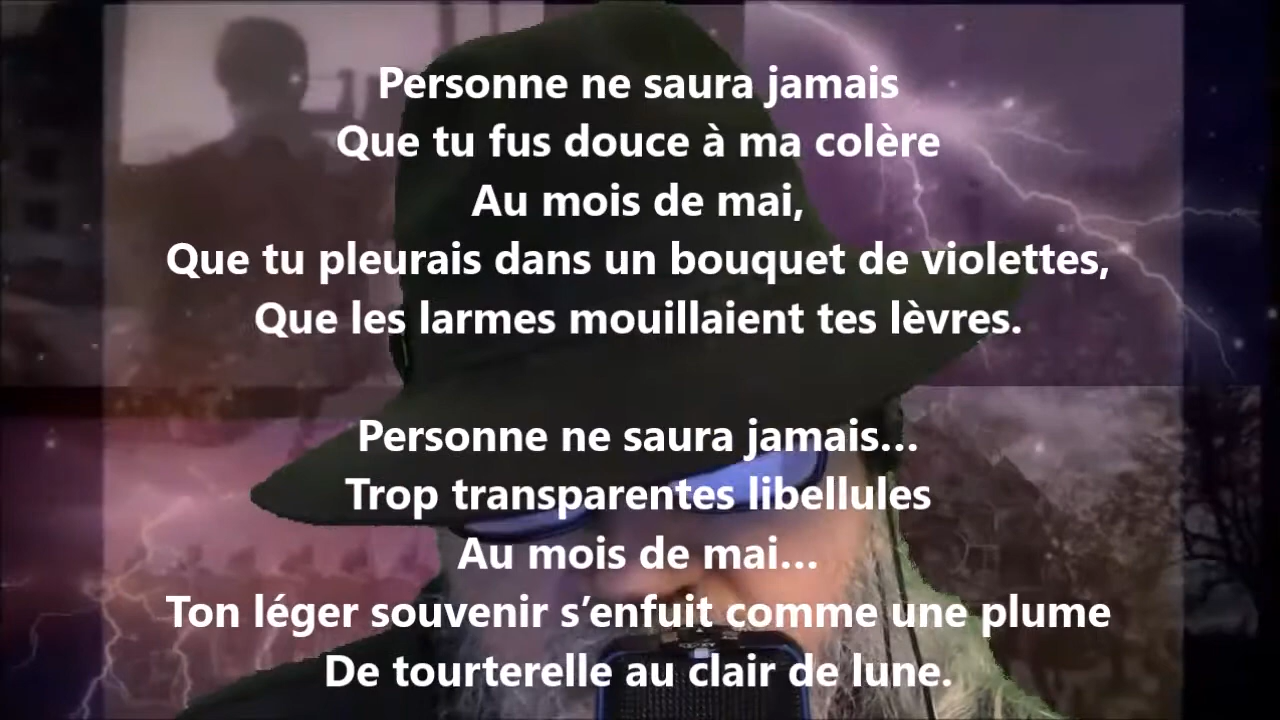 Personne ne saura jamais
Que tu fus douce à ma colère
Au mois de mai,
Que tu pleurais dans un bouquet de violettes,
Que les larmes mouillaient tes lèvres.
Personne ne saura jamais...
Trop transparentes libellules
Au mois de mai...
Ton léger souvenir s’enfuit comme une plume
De tourterelle au clair de lune.